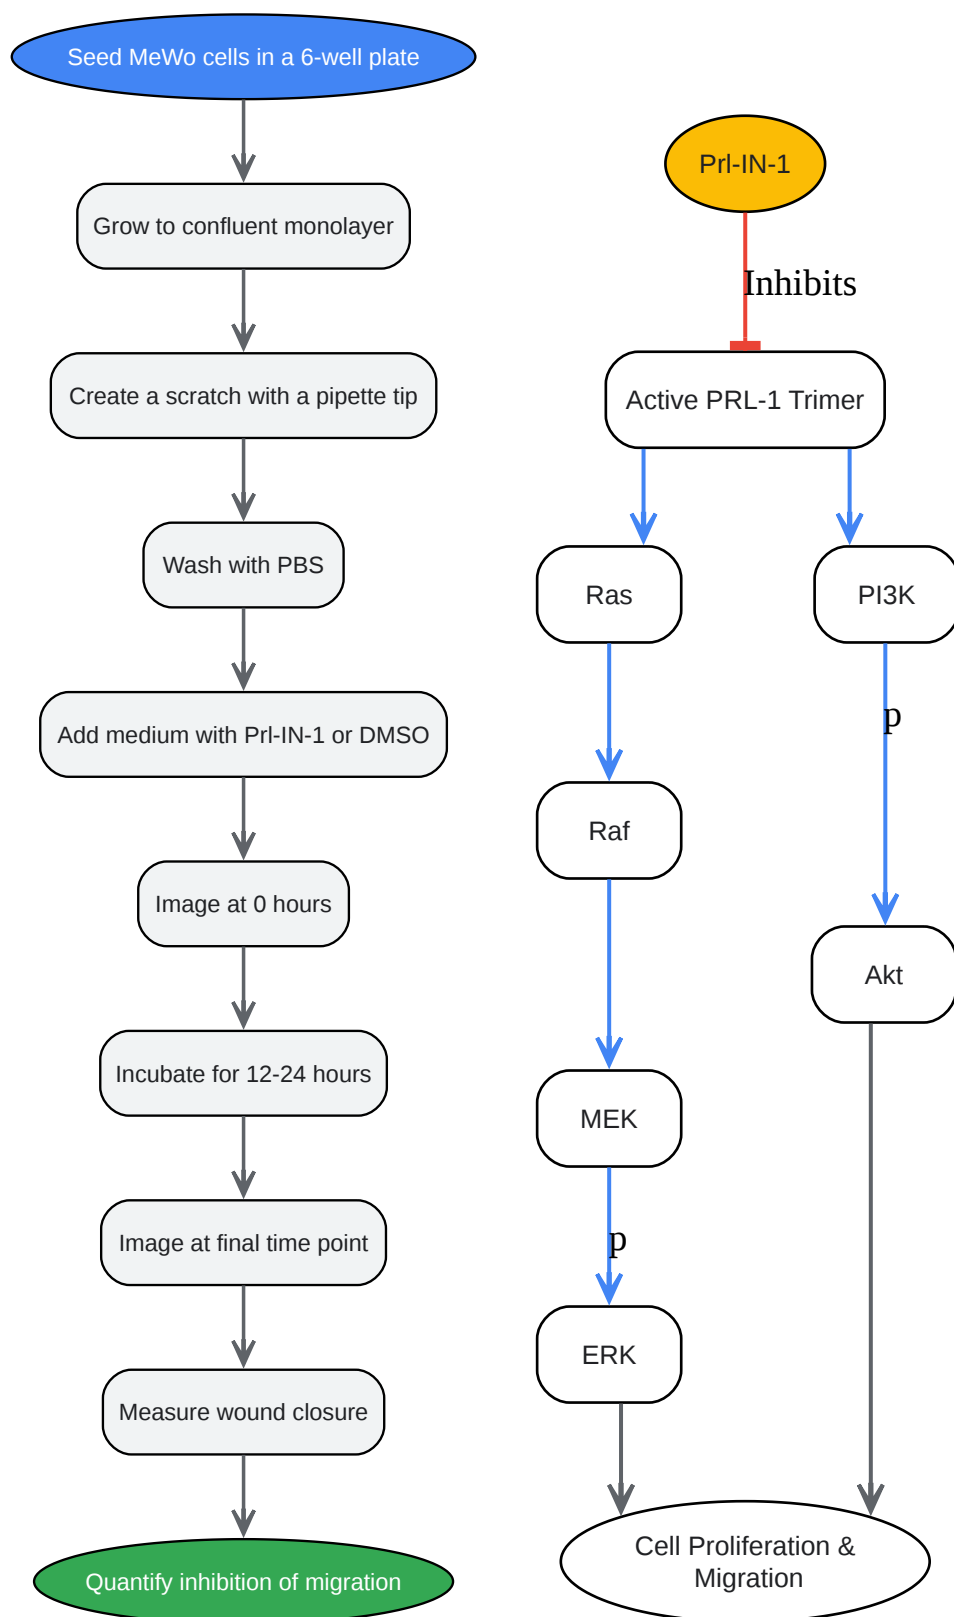 Seed MeWo cells in a 6-well plate
Grow to confluent monolayer
Create a scratch with a pipette tip
Wash with PBS
Add medium with Prl-IN-1 or DMSO
Image at 0 hours
Incubate for 12-24 hours
Image at final time point
Measure wound closure
Quantify inhibition of migration
Prl-IN-1
Inhibits
Active PRL-1 Trimer
Ras
PI3K
p
Raf
Akt
MEK
p
ERK
Cell Proliferation &
Migration